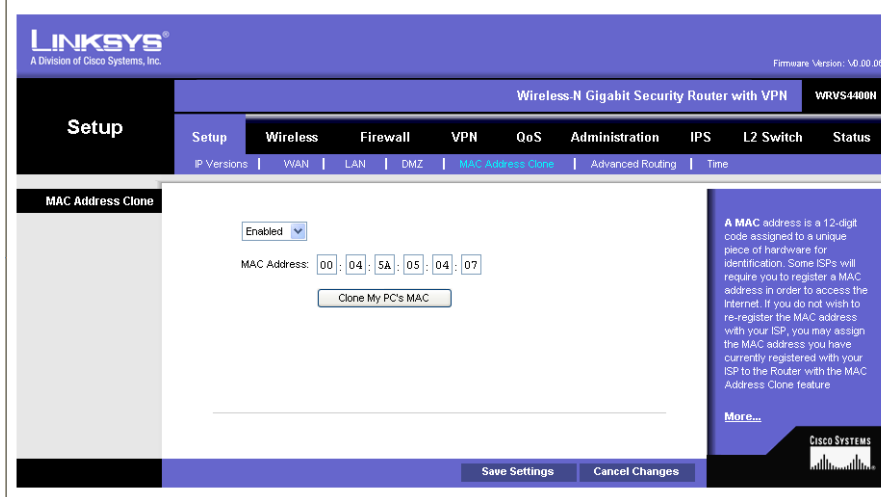 LINKSYS®
A Division of Cisco Systems, Inc.
Firmware Version: V0.00.06
Wireless-N Gigabit Security Router with VPN WRVS4400N
Setup
Setup Wireless Firewall VPN QoS Administration IPS L2 Switch Status
IP Versions | WAN | LAN | DMZ | MAC Address Clone | Advanced Routing | Time
MAC Address Clone
Enabled
MAC Address: 00 : 04 : 5A : 05 : 04 : 07
Clone My PC's MAC
A MAC address is a 12-digit
code assigned to a unique
piece of hardware for
identification. Some ISPs will
require you to register a MAC
address in order to access the
Internet. If you do not wish to
re-register the MAC address
with your ISP, you may assign
the MAC address you have
currently registered with your
ISP to the Router with the MAC
Address Clone feature
More...
Save Settings Cancel Changes
CISCO SYSTEMS